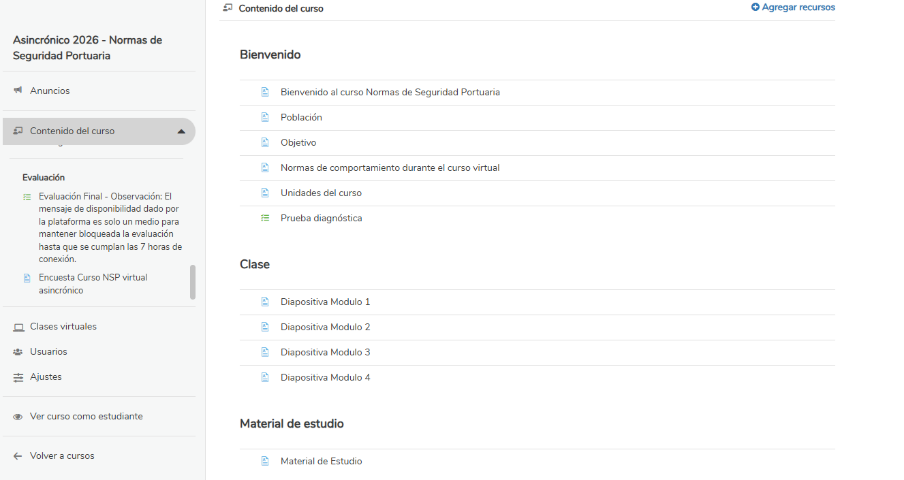 Asincrónico 2026 - Normas de
Seguridad Portuaria
Anuncios
Contenido del curso
Evaluación
Evaluación Final - Observación: El
mensaje de disponibilidad dado por
la plataforma es solo un medio para
mantener bloqueada la evaluación
hasta que se cumplan las 7 horas de
conexión.
Encuesta Curso NSP virtual
asincrónico
Clases virtuales
Usuarios
Ajustes
Ver curso como estudiante
Volver a cursos
Contenido del curso
Agregar recursos
Bienvenido
Bienvenido al curso Normas de Seguridad Portuaria
Población
Objetivo
Normas de comportamiento durante el curso virtual
Unidades del curso
Prueba diagnóstica
Clase
Diapositiva Modulo 1
Diapositiva Modulo 2
Diapositiva Modulo 3
Diapositiva Modulo 4
Material de estudio
Material de Estudio